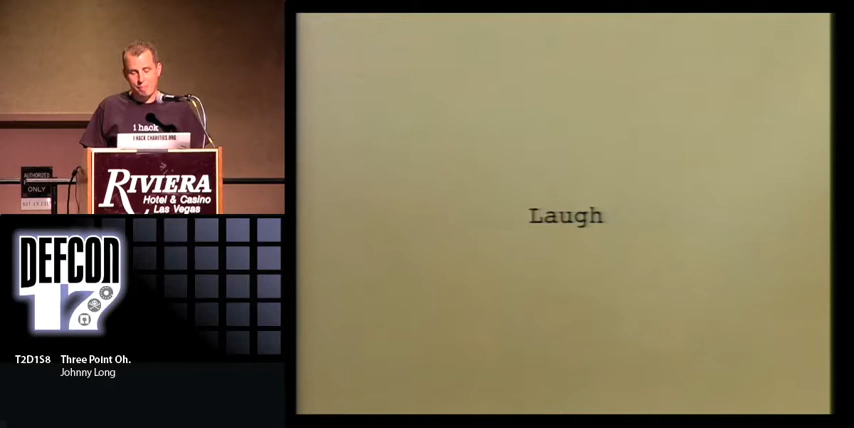 i hack
I HACK CHARITIES.ORG
AUTHORIZED
ONLY
RIVIERA
Hotel & Casino
Las Vegas
Laugh
DEFCON
17
T2D1S8 Three Point Oh.
Johnny Long